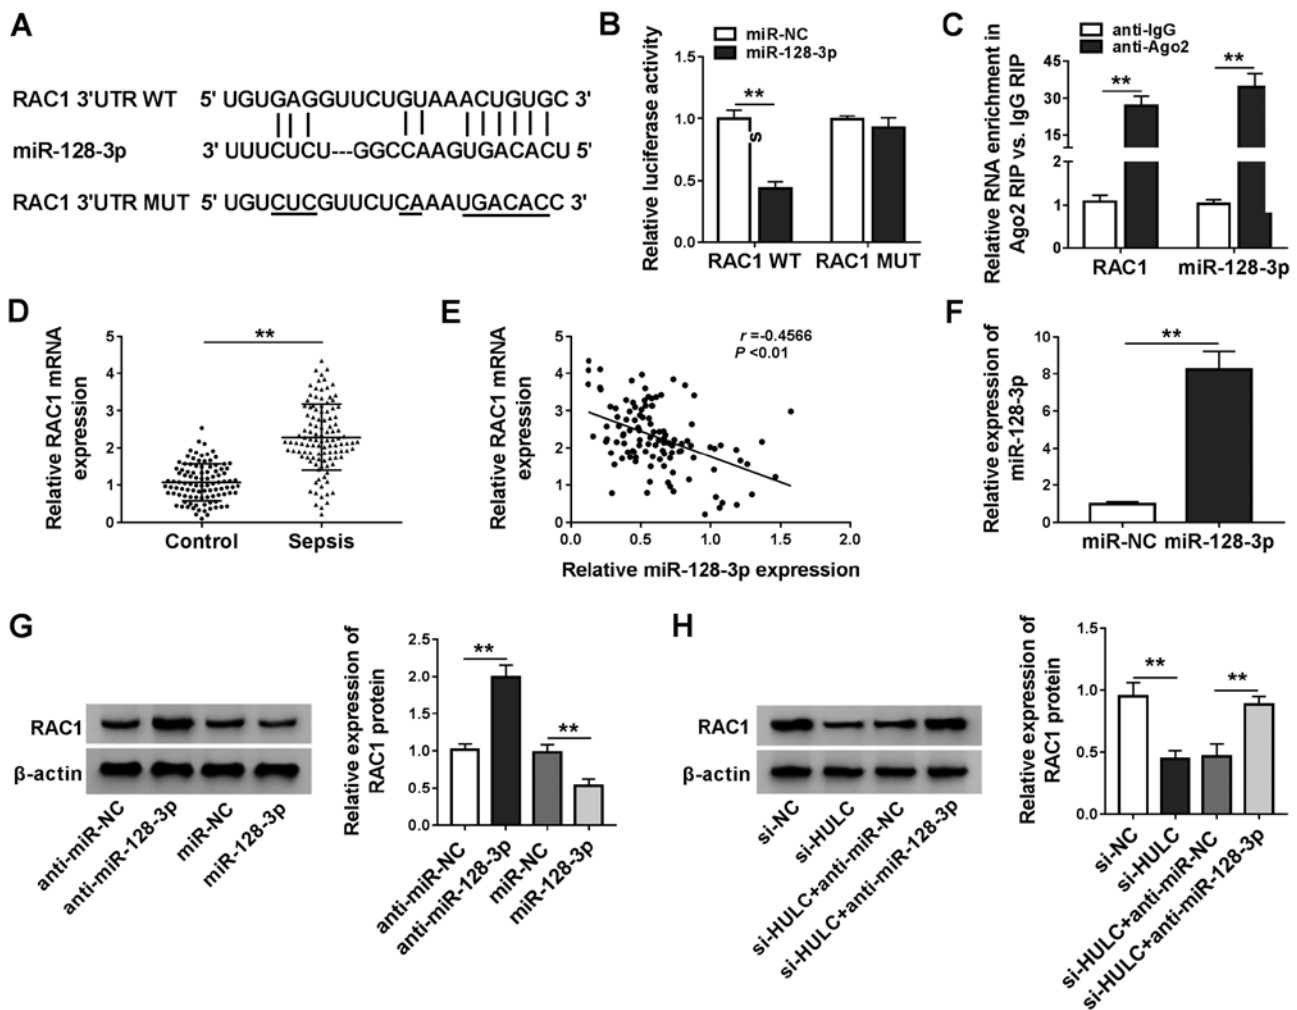 A
RAC1 3'UTR WT 5' UGUGAGGUUCUGUAAACUGUGC 3'
miR-128-3p 3' UUUCUCU---GGCCAAGUGACACU 5'
RAC1 3'UTR MUT 5' UGUCUCGUUCUCAAAUGACACC 3'
B
miR-NC
miR-128-3p
Relative luciferase activity
1.5
1.0
0.5
0.0
**
s
RAC1 WT RAC1 MUT
C
anti-IgG
anti-Ago2
Relative RNA enrichment in
Ago2 RIP vs. IgG RIP
45
30
15
2
1
0
**
**
RAC1 miR-128-3p
D
Relative RAC1 mRNA
expression
5
4
3
2
1
0
**
Control Sepsis
E
Relative RAC1 mRNA
expression
5
4
3
2
1
0
r =-0.4566
P <0.01
0.0 0.5 1.0 1.5 2.0
Relative miR-128-3p expression
F
Relative expression of
miR-128-3p
10
8
6
4
2
0
**
miR-NC miR-128-3p
G
RAC1
β-actin
anti-miR-NC
anti-miR-128-3p
miR-NC
miR-128-3p
Relative expression of
RAC1 protein
2.5
2.0
1.5
1.0
0.5
0.0
**
**
anti-miR-NC
anti-miR-128-3p
miR-NC
miR-128-3p
H
RAC1
β-actin
si-NC
si-HULC
si-HULC+anti-miR-NC
si-HULC+anti-miR-128-3p
Relative expression of
RAC1 protein
1.5
1.0
0.5
0.0
**
**
si-NC
si-HULC
si-HULC+anti-miR-NC
si-HULC+anti-miR-128-3p